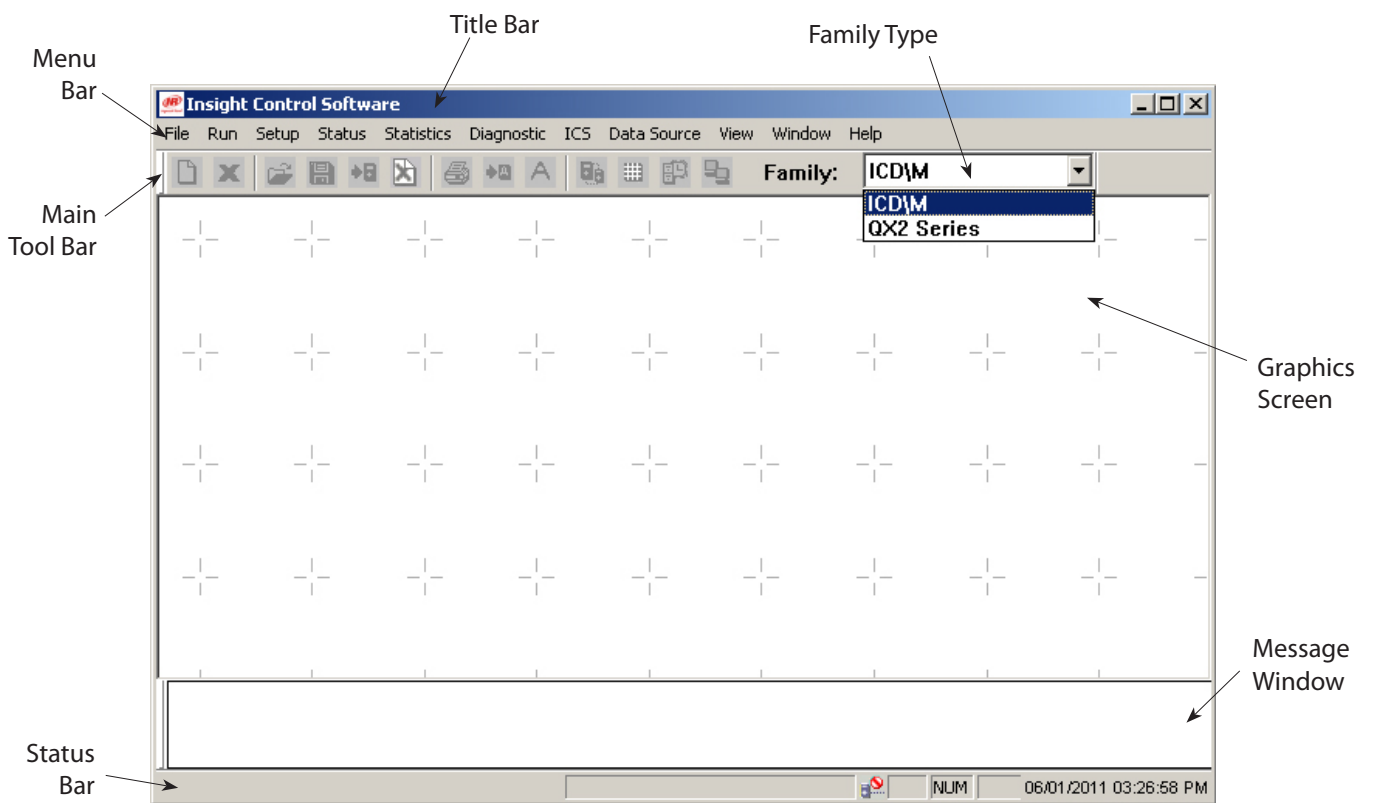 Title Bar
Family Type
Menu
Bar
Insight Control Software
File Run Setup Status Statistics Diagnostic ICS Data Source View Window Help
Family: ICD\M
ICD\M
QX2 Series
Main
Tool Bar
Graphics
Screen
Message
Window
Status
Bar
NUM 06/01/2011 03:26:58 PM